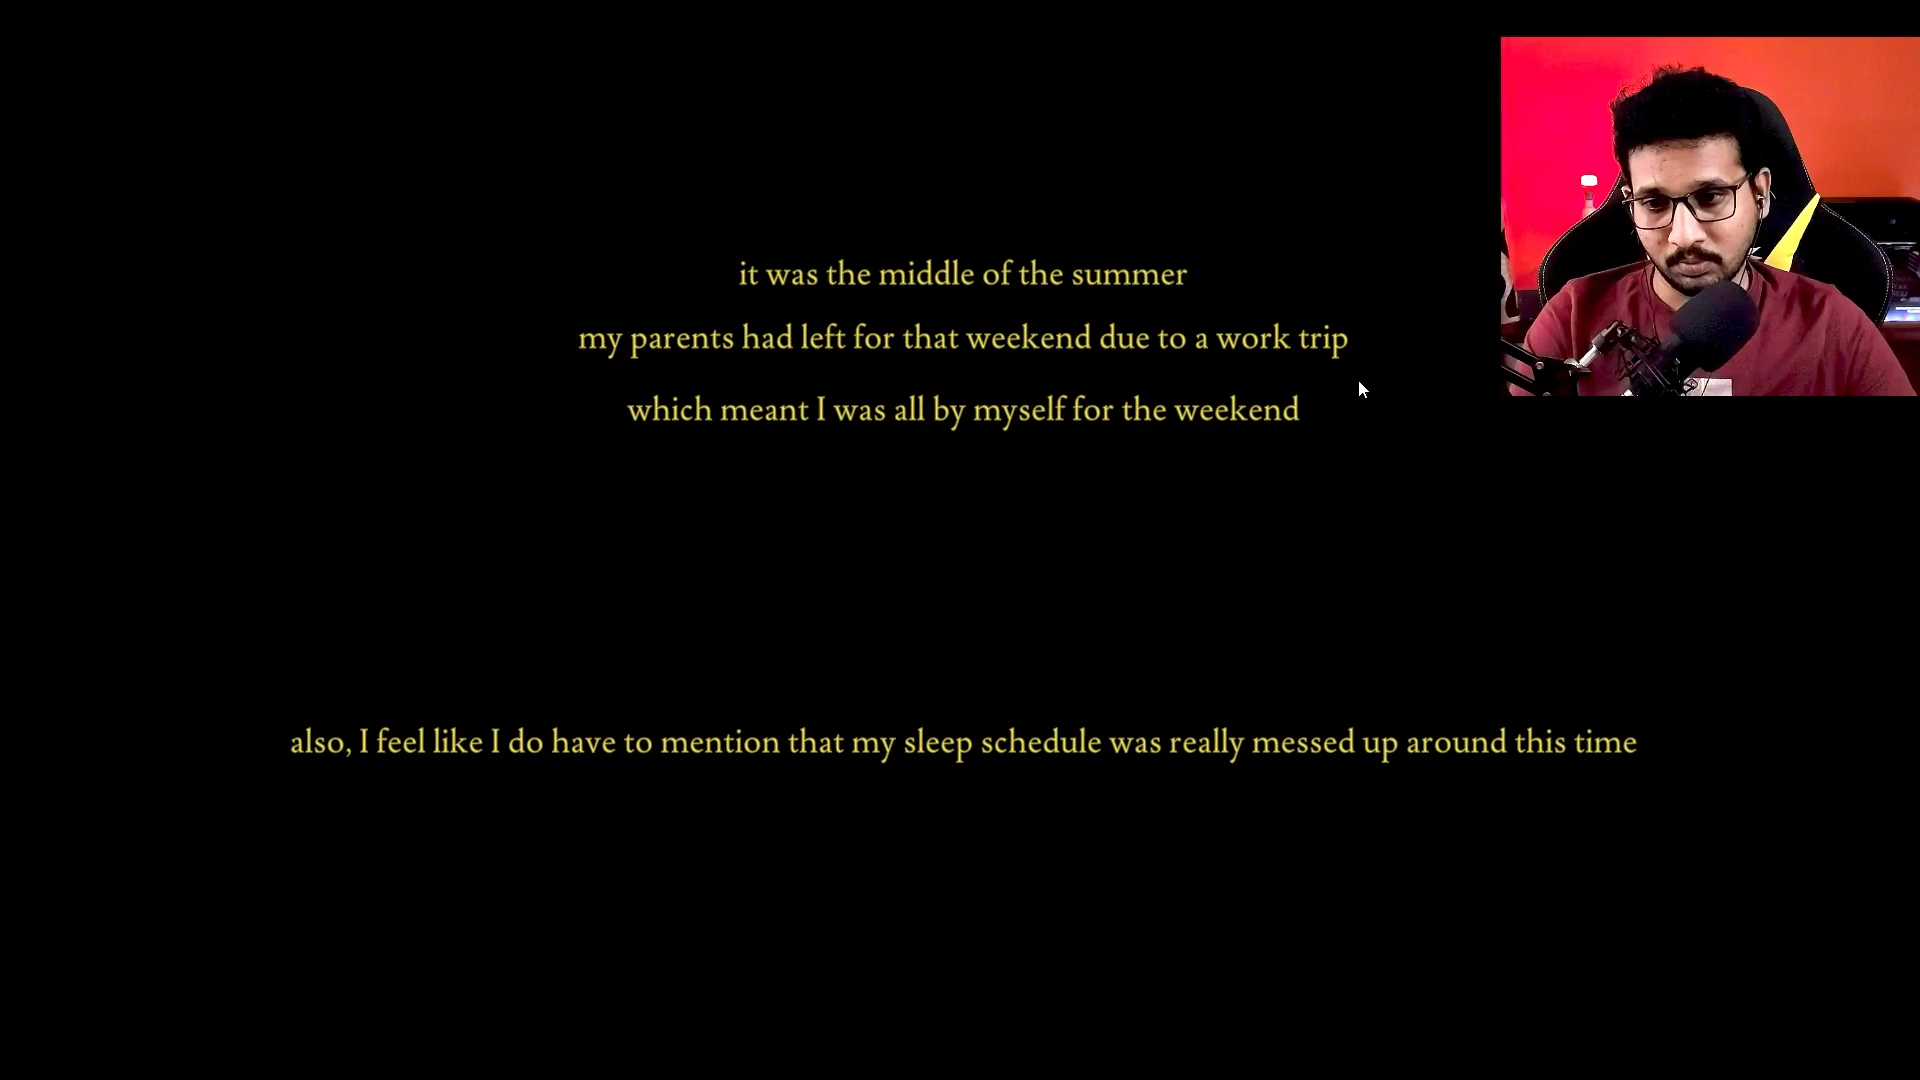 it was the middle of the summer
my parents had left for that weekend due to a work trip
which meant I was all by myself for the weekend
also, I feel like I do have to mention that my sleep schedule was really messed up around this time